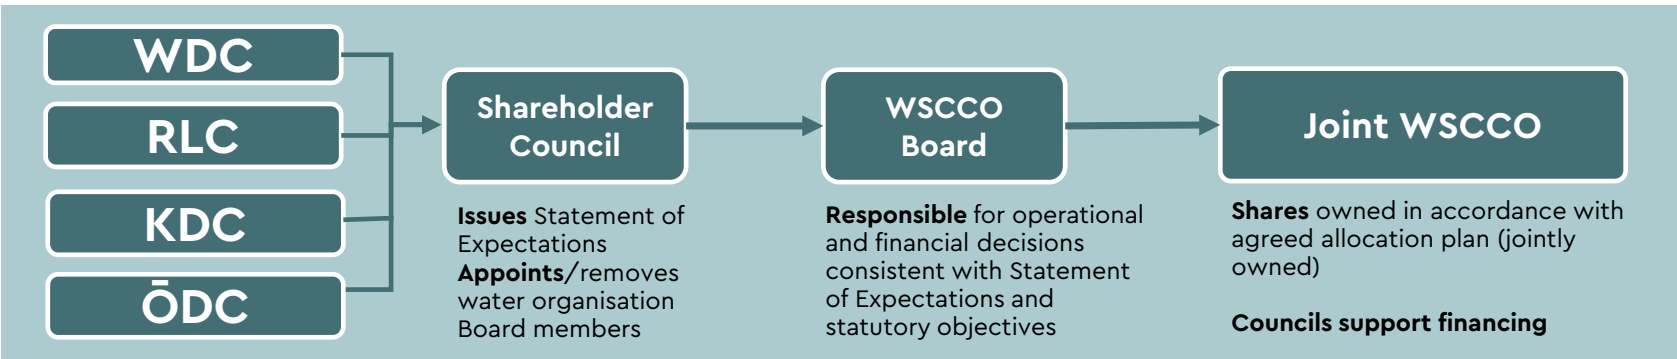 WDC
RLC
KDC
ŌDC
Shareholder
Council
Issues Statement of
Expectations
Appoints/removes
water organisation
Board members
WSCCO
Board
Responsible for operational
and financial decisions
consistent with Statement
of Expectations and
statutory objectives
Joint WSCCO
Shares owned in accordance with
agreed allocation plan (jointly
owned)
Councils support financing